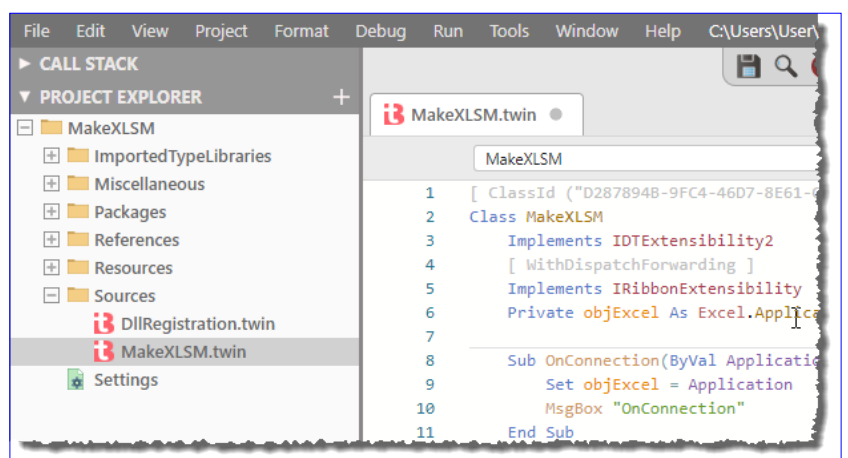 File Edit View Project Format Debug Run Tools Window Help C:\Users\User\
CALL STACK
PROJECT EXPLORER +
MakeXLSM
ImportedTypeLibraries
Miscellaneous
Packages
References
Resources
Sources
DllRegistration.twin
MakeXLSM.twin
Settings
MakeXLSM.twin
MakeXLSM
1 [ ClassId ("D287894B-9FC4-46D7-8E61-
2 Class MakeXLSM
3 Implements IDTExtensibility2
4 [ WithDispatchForwarding ]
5 Implements IRibbonExtensibility
6 Private objExcel As Excel.Applica
7
8 Sub OnConnection(ByVal Applicatio
9 Set objExcel = Application
10 MsgBox "OnConnection"
11 End Sub